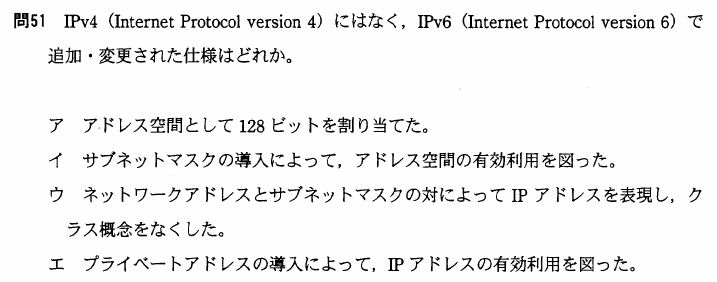 問51 IPv4（Internet Protocol version 4）にはなく，IPv6（Internet Protocol version 6）で
追加・変更された仕様はどれか。
ア アドレス空間として128ビットを割り当てた。
イ サブネットマスクの導入によって，アドレス空間の有効利用を図った。
ウ ネットワークアドレスとサブネットマスクの対によってIPアドレスを表現し，ク
ラス概念をなくした。
エ プライベートアドレスの導入によって，IPアドレスの有効利用を図った。